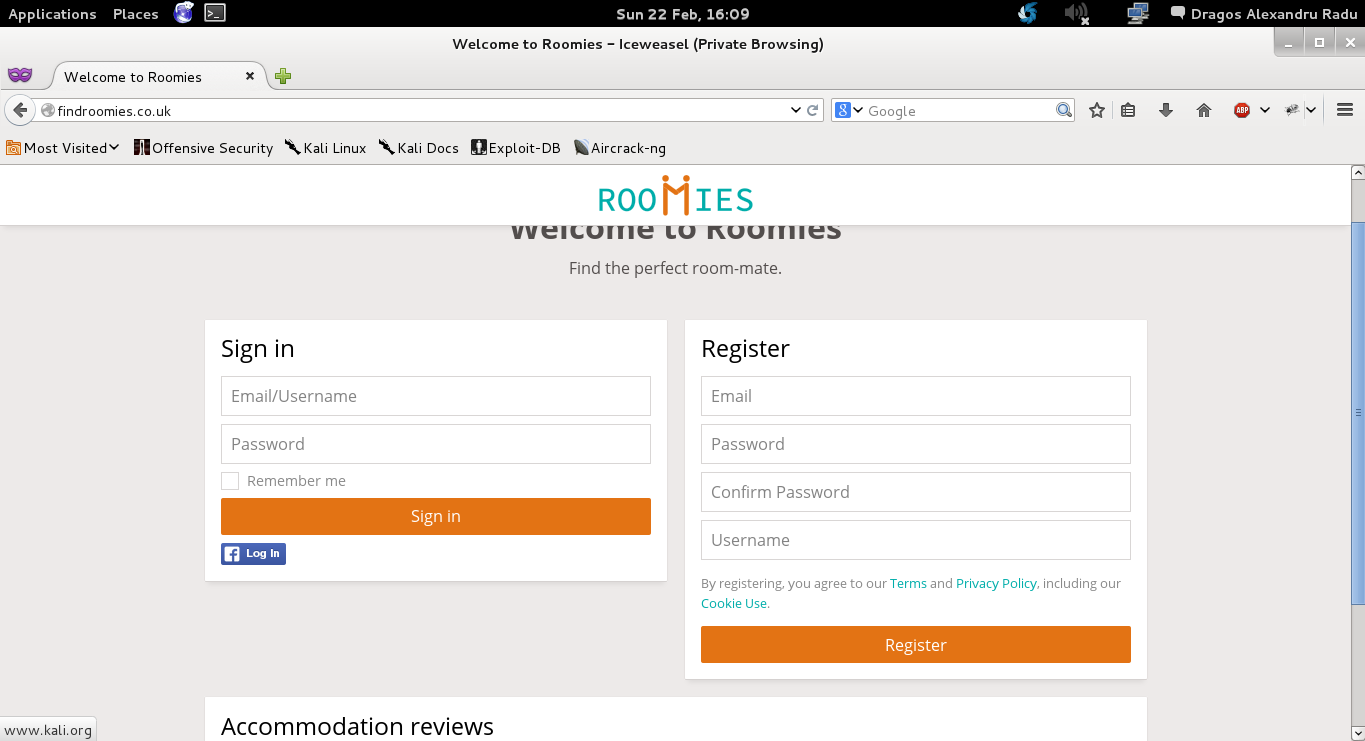 Applications Places Sun 22 Feb, 16:09 Dragos Alexandru Radu
Welcome to Roomies - Iceweasel (Private Browsing)
Welcome to Roomies
findroomies.co.uk Google ABP
Most Visited Offensive Security Kali Linux Kali Docs Exploit-DB Aircrack-ng
ROOMIES
Welcome to Roomies
Find the perfect room-mate.
Sign in
Email/Username
Password
Remember me
Sign in
Log In
Register
Email
Password
Confirm Password
Username
By registering, you agree to our Terms and Privacy Policy, including our
Cookie Use.
Register
Accommodation reviews
www.kali.org